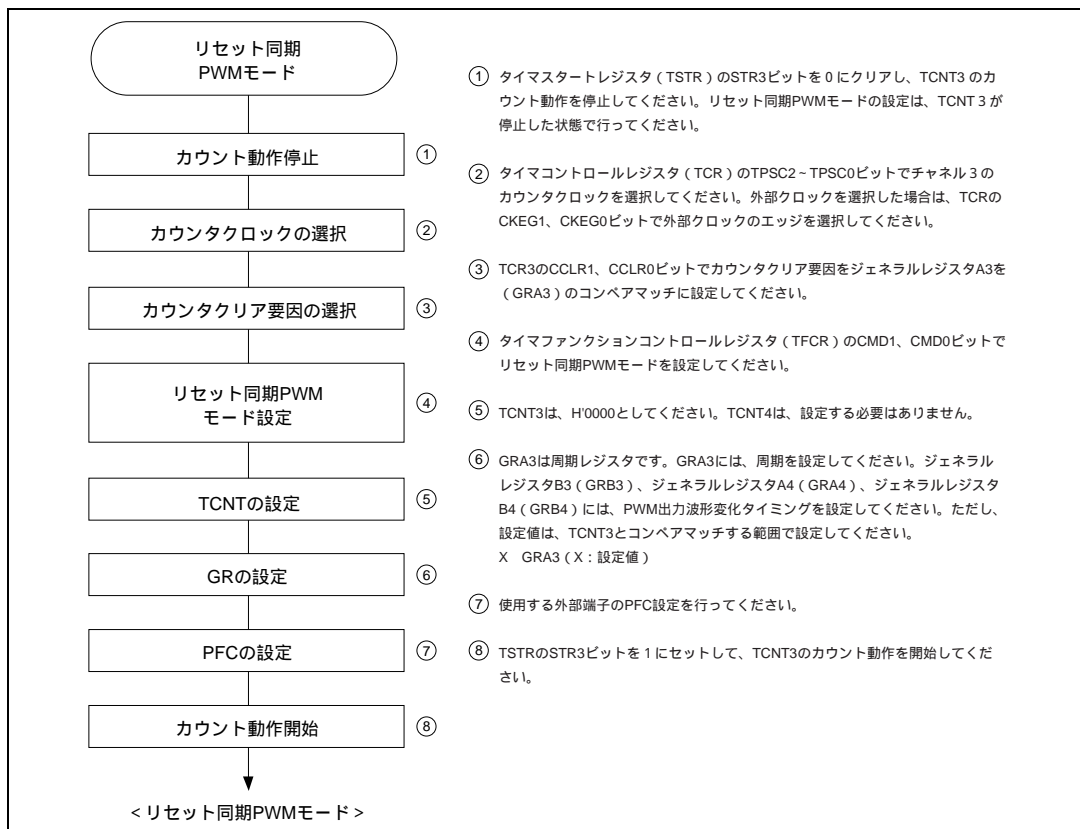 リセット同期
PWMモード
カウント動作停止
①
カウンタクロックの選択
②
カウンタクリア要因の選択
③
リセット同期PWM
モード設定
④
TCNTの設定
⑤
GRの設定
⑥
PFCの設定
⑦
カウント動作開始
⑧
<リセット同期PWMモード>
① タイマスタートレジスタ(TSTR)のSTR3ビットを0にクリアし、TCNT3のカ
ウント動作を停止してください。リセット同期PWMモードの設定は、TCNT3が
停止した状態で行ってください。
② タイマコントロールレジスタ(TCR)のTPSC2~TPSC0ビットでチャネル3の
カウンタクロックを選択してください。外部クロックを選択した場合は、TCRの
CKEG1、CKEG0ビットで外部クロックのエッジを選択してください。
③ TCR3のCCLR1、CCLR0ビットでカウンタクリア要因をジェネラルレジスタA3を
(GRA3)のコンペアマッチに設定してください。
④ タイマファンクションコントロールレジスタ(TFCR)のCMD1、CMD0ビットで
リセット同期PWMモードを設定してください。
⑤ TCNT3は、H'0000としてください。TCNT4は、設定する必要はありません。
⑥ GRA3は周期レジスタです。GRA3には、周期を設定してください。ジェネラル
レジスタB3(GRB3)、ジェネラルレジスタA4(GRA4)、ジェネラルレジスタ
B4(GRB4)には、PWM出力波形変化タイミングを設定してください。ただし、
設定値は、TCNT3とコンペアマッチする範囲で設定してください。
X GRA3(X:設定値)
⑦ 使用する外部端子のPFC設定を行ってください。
⑧ TSTRのSTR3ビットを1にセットして、TCNT3のカウント動作を開始してくだ
さい。